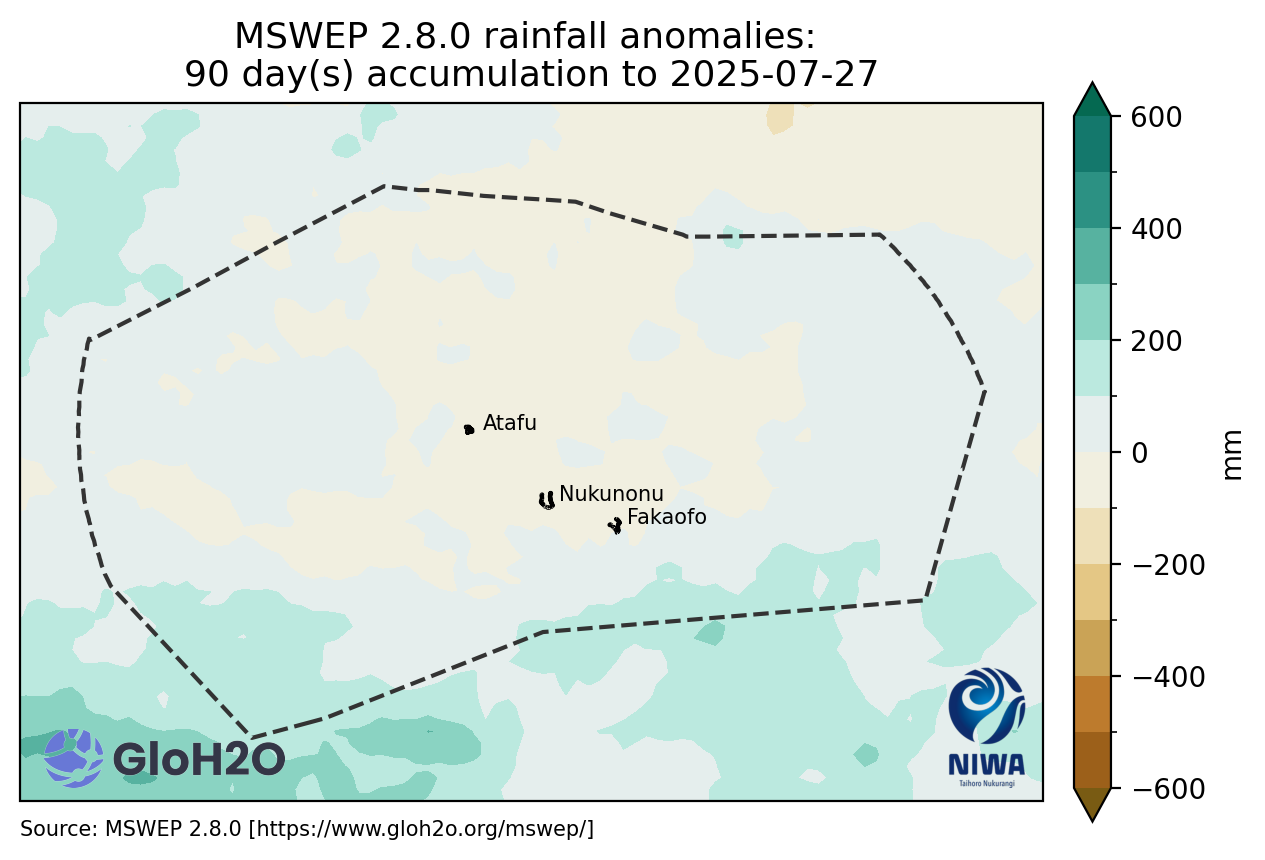 MSWEP 2.8.0 rainfall anomalies:
90 day(s) accumulation to 2025-07-27
600
400
200
0
−200
−400
−600
mm
Atafu
Nukunonu
Fakaofo
GloH2O
NIWA
Taihoro Nukurangi
Source: MSWEP 2.8.0 [https://www.gloh2o.org/mswep/]